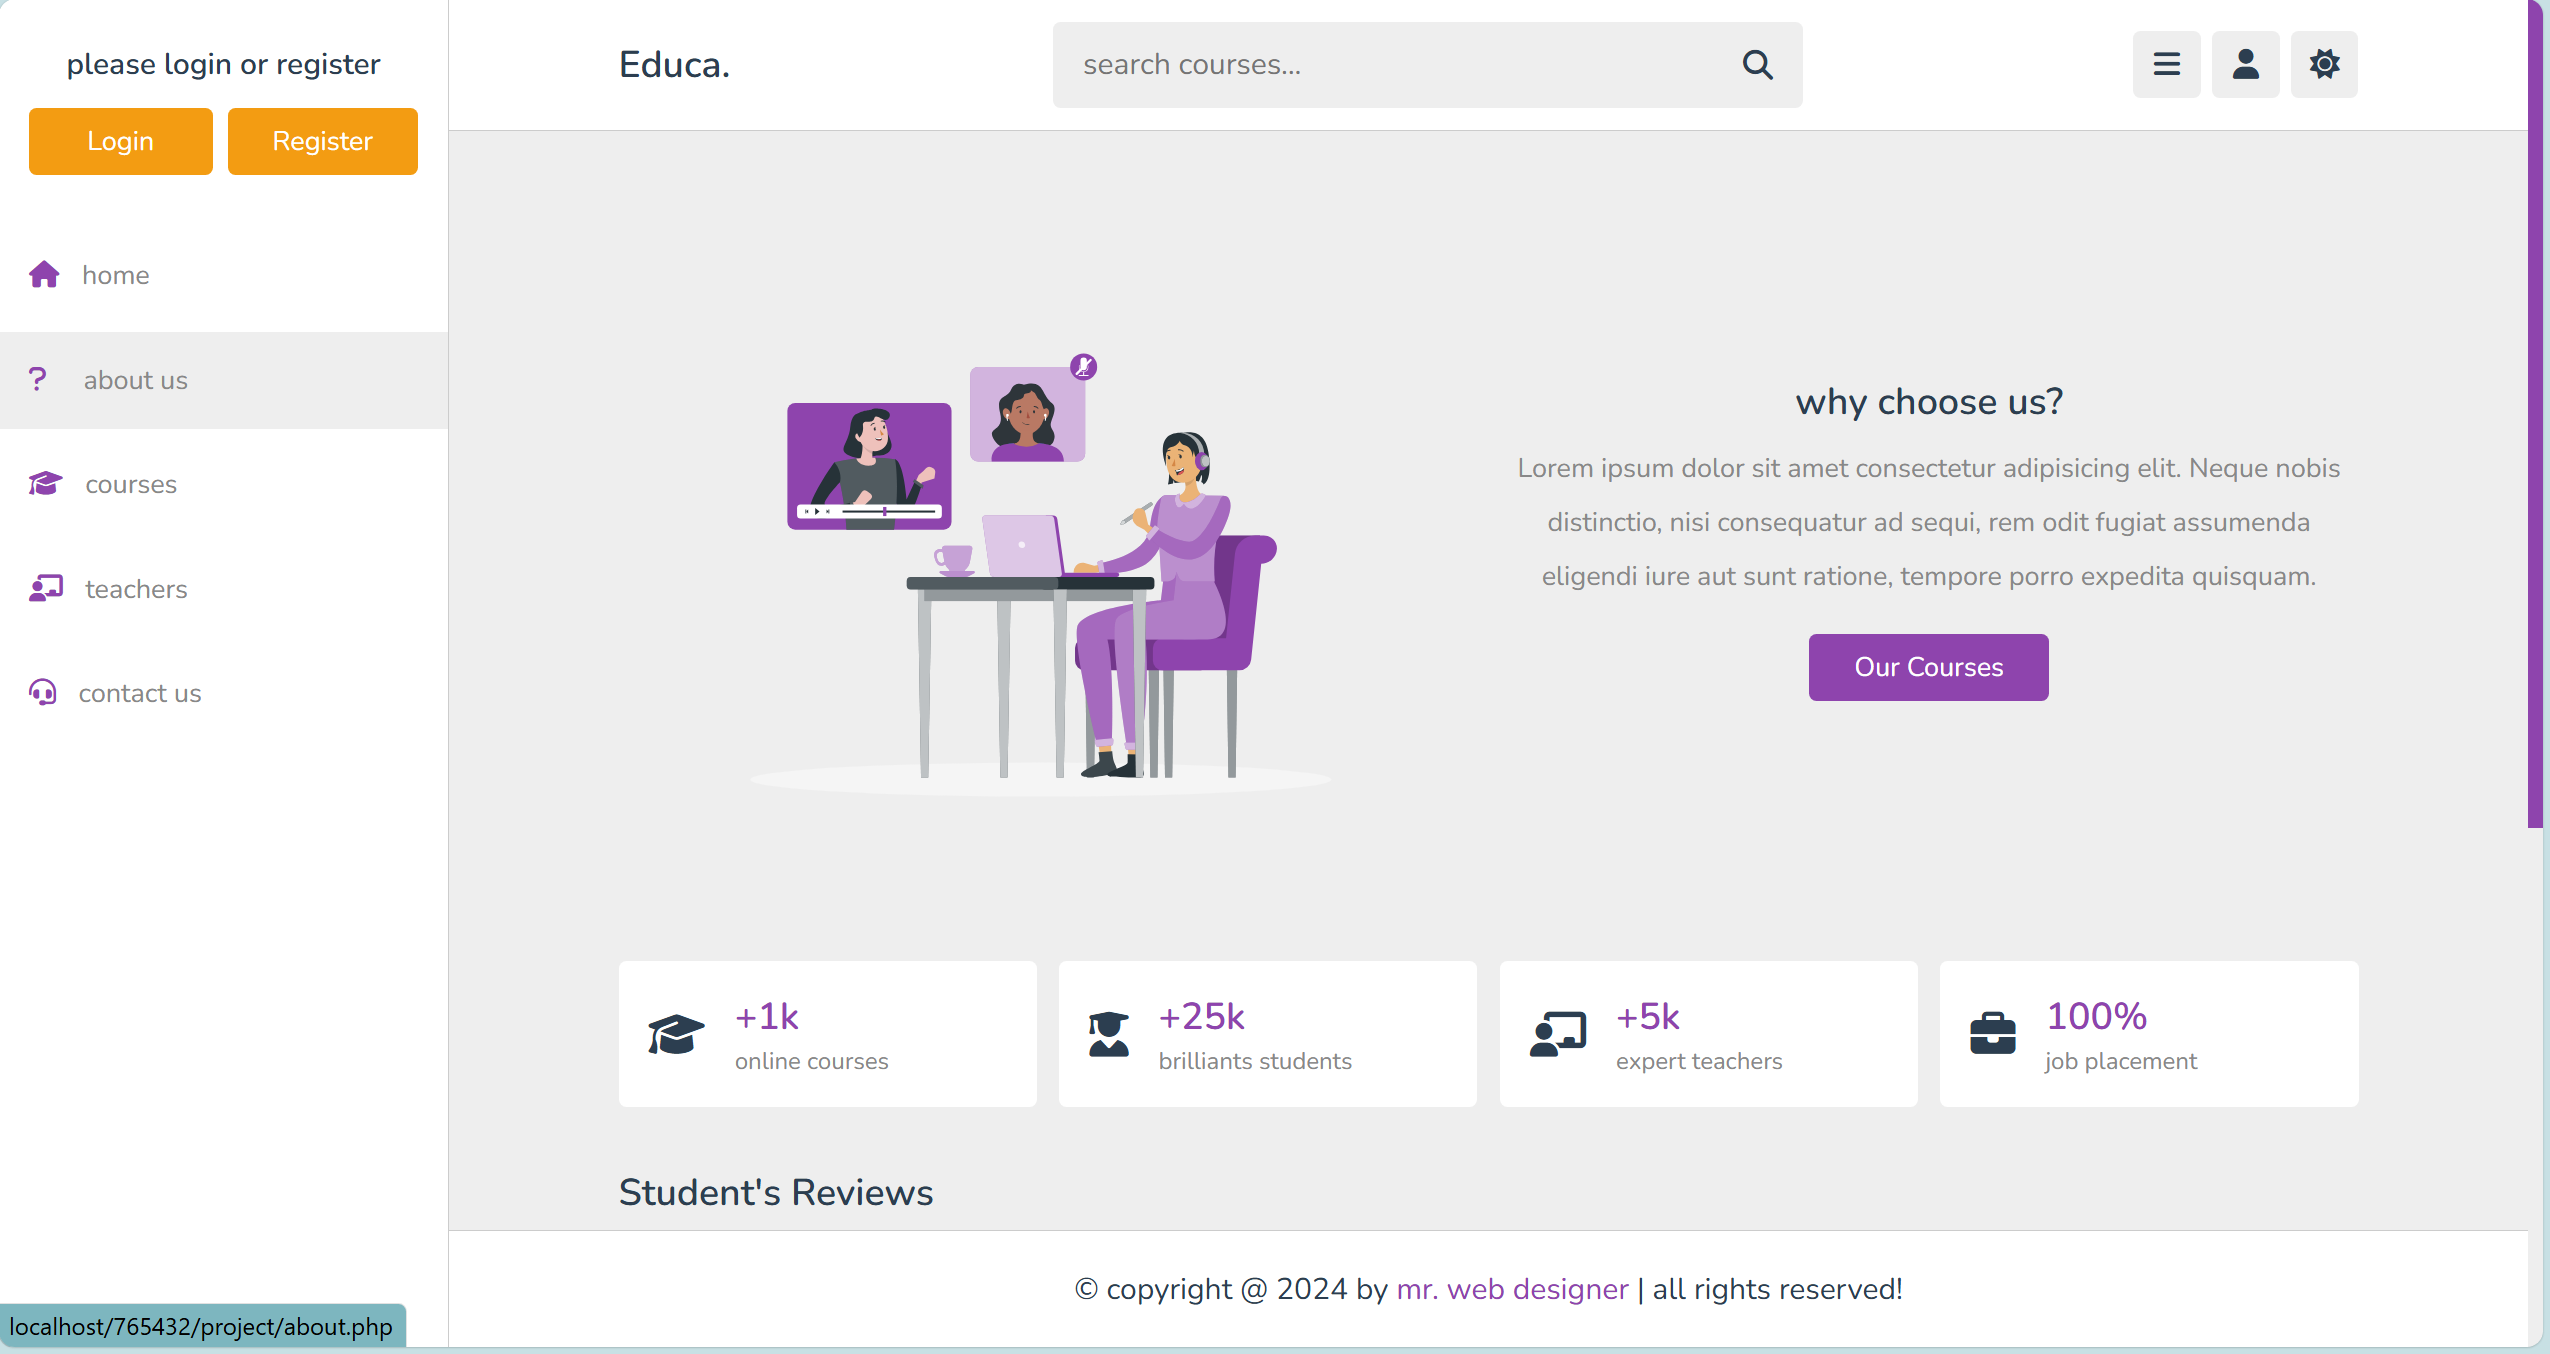 please login or register
Login
Register
home
about us
courses
teachers
contact us
Educa.
search courses...
why choose us?
Lorem ipsum dolor sit amet consectetur adipisicing elit. Neque nobis
distinctio, nisi consequatur ad sequi, rem odit fugiat assumenda
eligendi iure aut sunt ratione, tempore porro expedita quisquam.
Our Courses
+1k
online courses
+25k
brilliants students
+5k
expert teachers
100%
job placement
Student's Reviews
© copyright @ 2024 by mr. web designer | all rights reserved!
localhost/765432/project/about.php